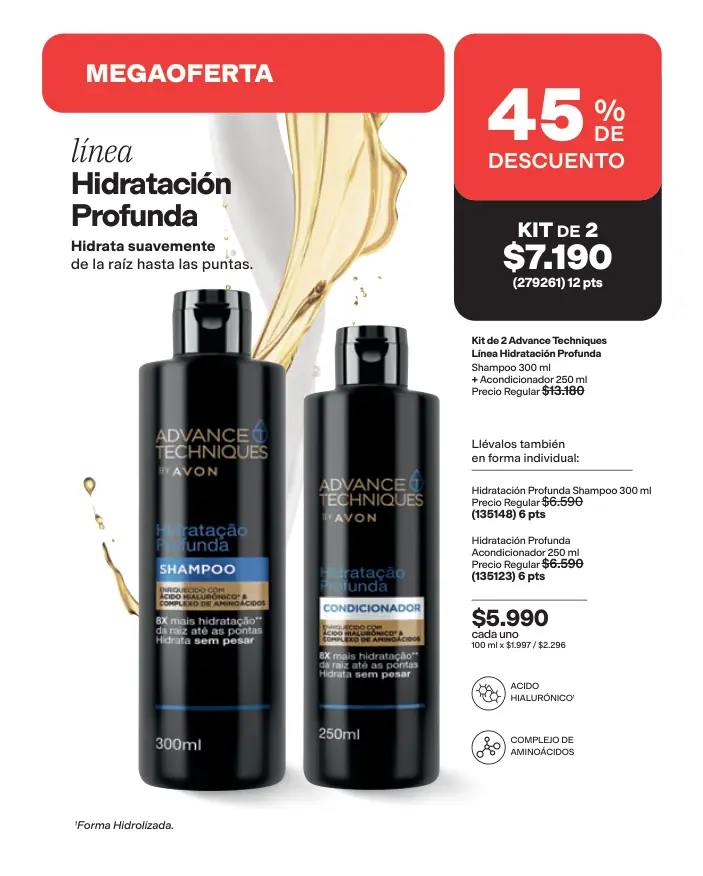 MEGAOFERTA
línea
Hidratación
Profunda
Hidrata suavemente
de la raíz hasta las puntas.
45 %
DE
DESCUENTO
KIT DE 2
$7.190
(279261) 12 pts
Kit de 2 Advance Techniques
Línea Hidratación Profunda
Shampoo 300 ml
+ Acondicionador 250 ml
Precio Regular $13.180
Llévalos también
en forma individual:
Hidratación Profunda Shampoo 300 ml
Precio Regular $6.590
(135148) 6 pts
Hidratación Profunda
Acondicionador 250 ml
Precio Regular $6.590
(135123) 6 pts
$5.990
cada uno
100 ml x $1.997 / $2.296
ACIDO
HIALURÓNICO¹
COMPLEJO DE
AMINOÁCIDOS
ADVANCE T
TECHNIQUES
BY AVON
Hidratação
Profunda
SHAMPOO
ENRIQUECIDO COM
ÁCIDO HIALURÔNICO* &
COMPLEXO DE AMINOÁCIDOS
8X mais hidratação**
da raiz até as pontas
Hidrata sem pesar
300ml
ADVANCE T
TECHNIQUES
BY AVON
Hidratação
Profunda
CONDICIONADOR
ENRIQUECIDO COM
ÁCIDO HIALURÔNICO* &
COMPLEXO DE AMINOÁCIDOS
8X mais hidratação**
da raiz até as pontas
Hidrata sem pesar
250ml
¹Forma Hidrolizada.